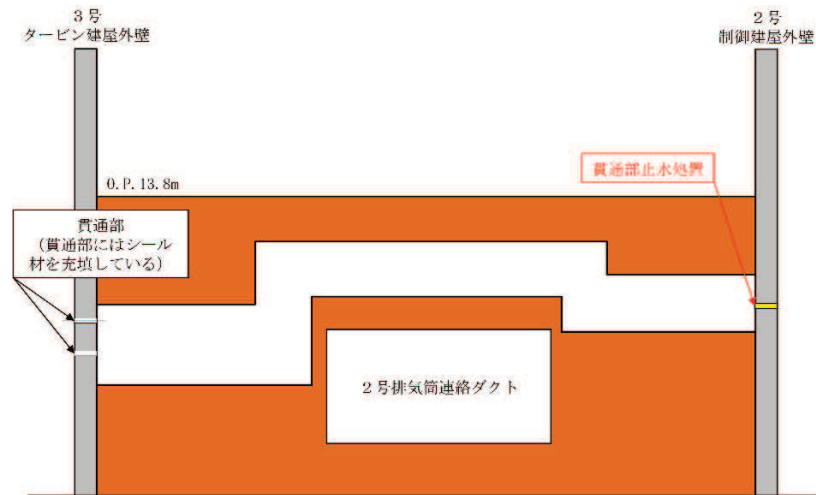 3号
タービン建屋外壁
2号
制御建屋外壁
貫通部止水処置
O.P.13.8m
貫通部
（貫通部にはシール
材を充填している）
2号排気筒連絡ダクト